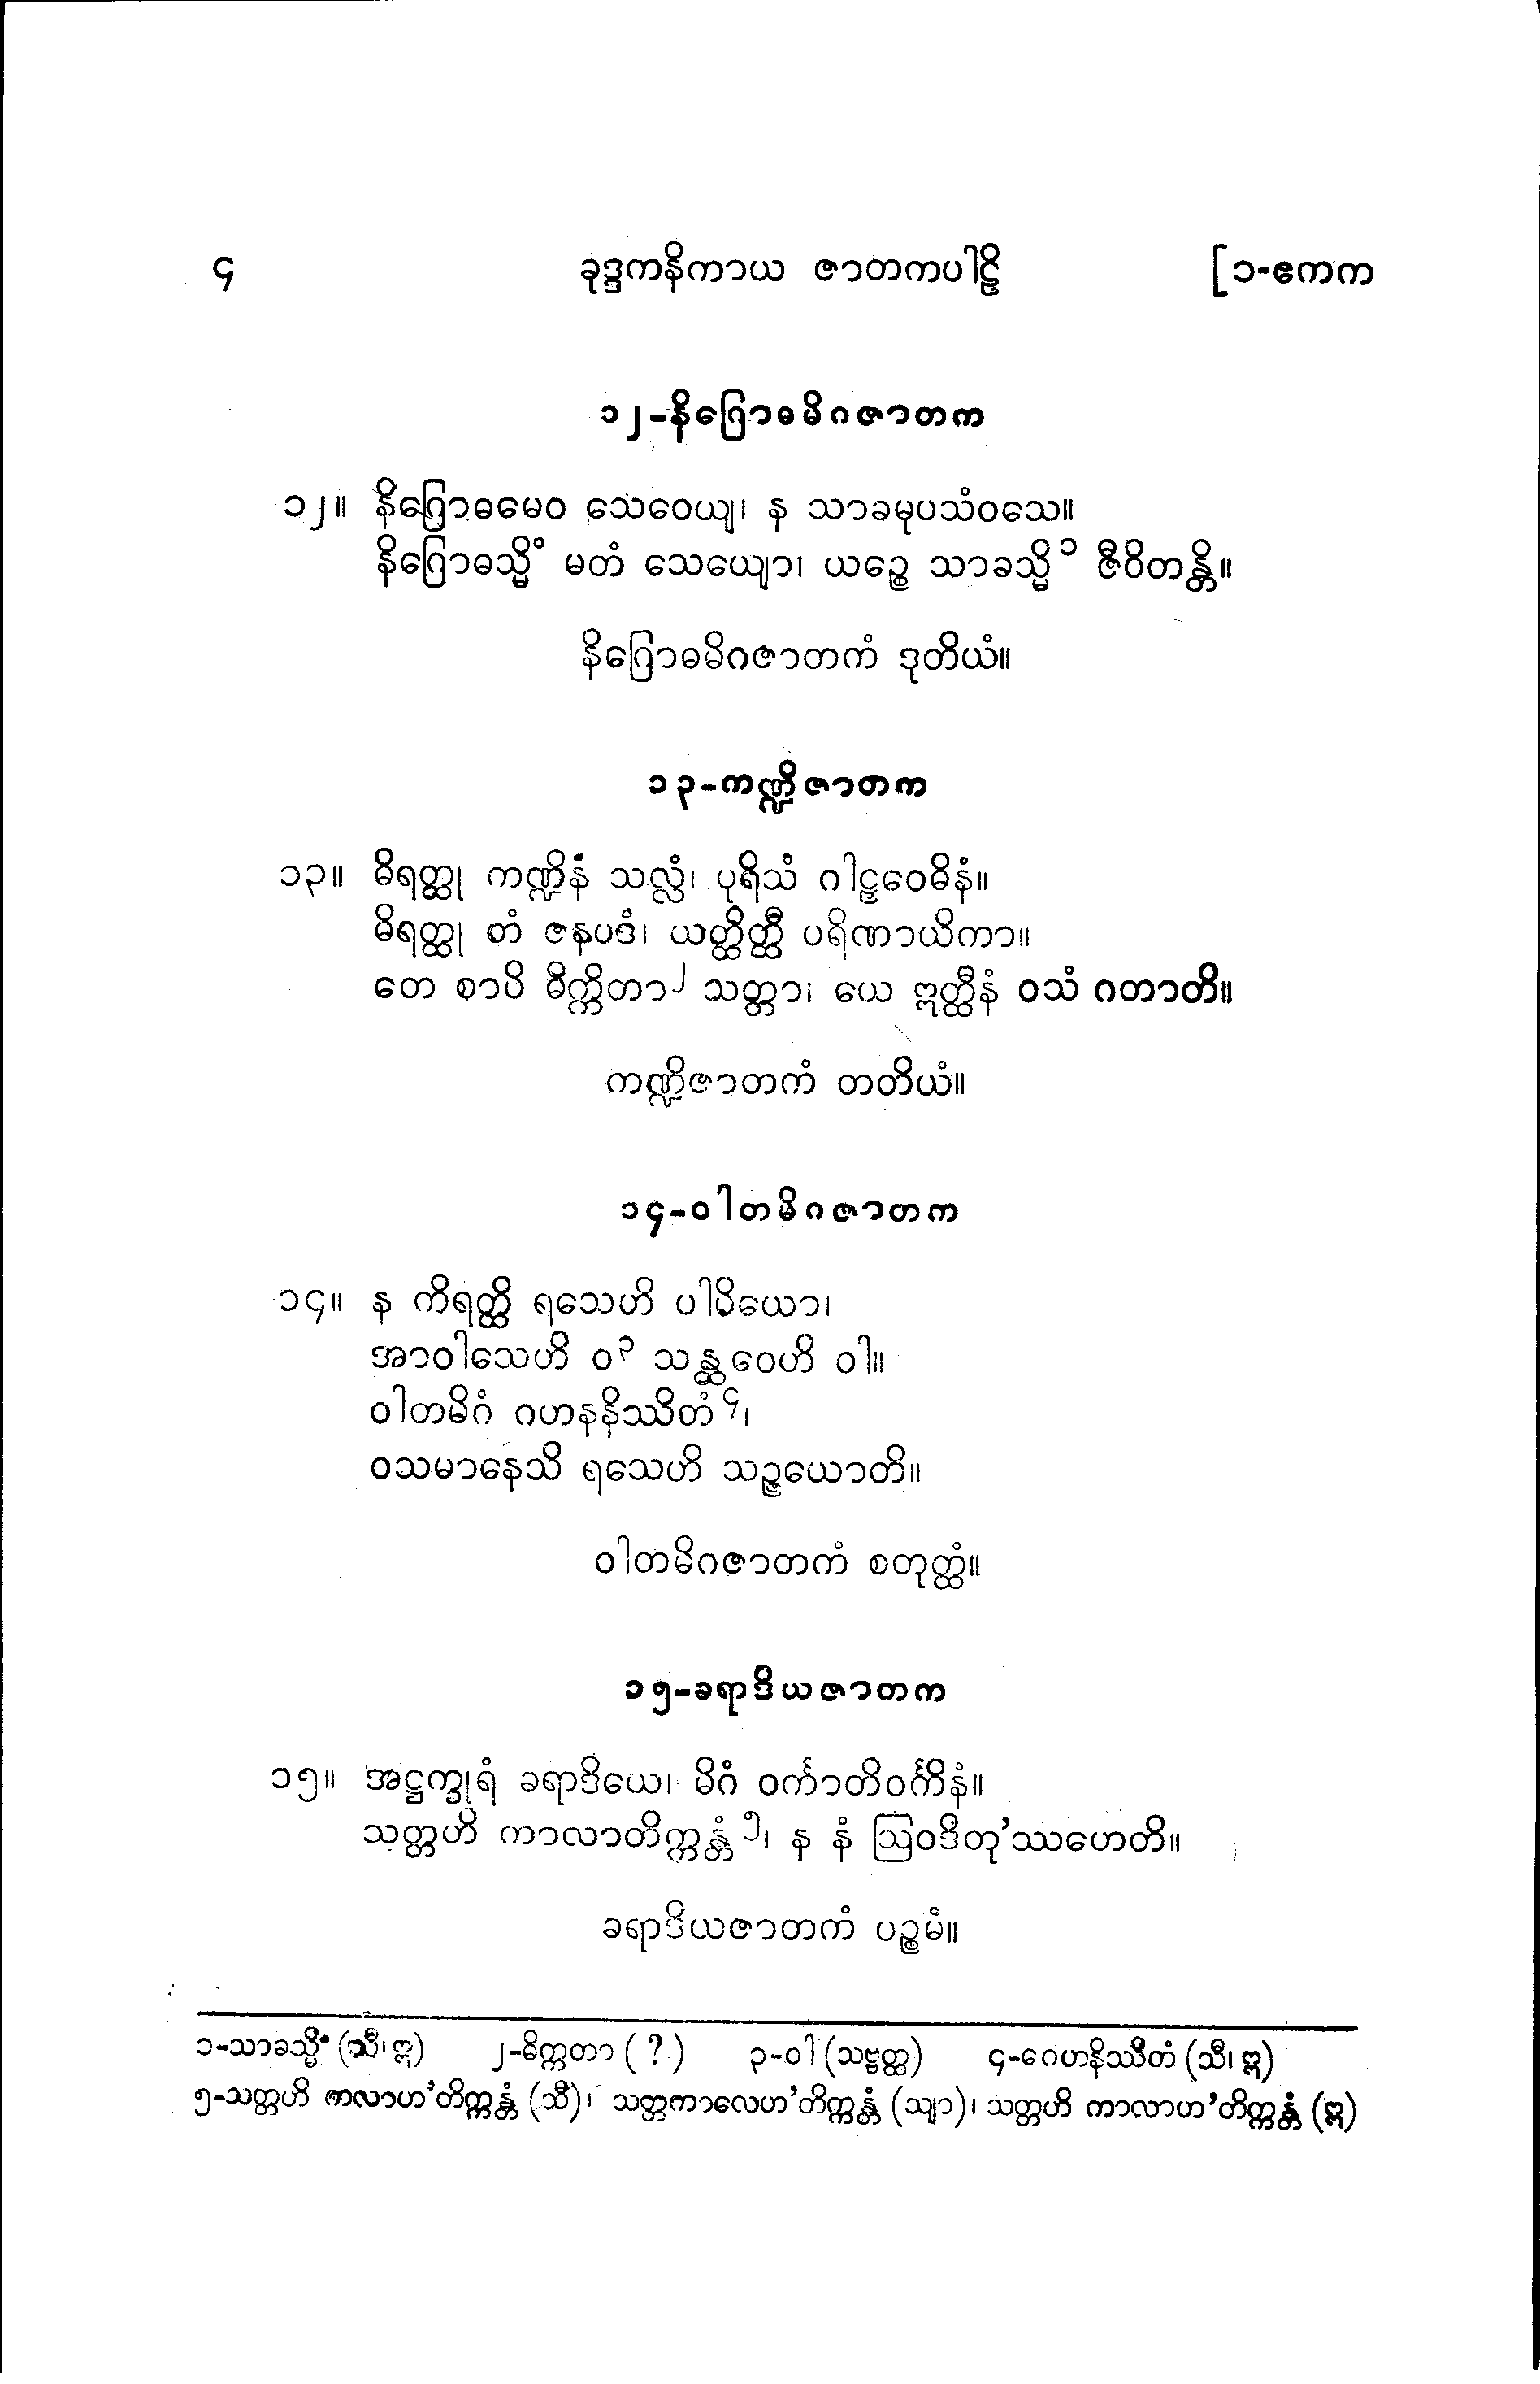 ၄ ခုဒ္ဒကနိကာယ ဇာတကပါဠိ [၁-ဧကက
၁၂-နိဂြောဓမိဂဇာတက
၁၂။ နိဂြောဓမေဝ သေဝေယျ၊ န သာခမုပသံဝသေ။
နိဂြောဓသ္မိံ မတံ သေယျော၊ ယဉ္စေ သာခသ္မိ ၁ ဇီဝိတန္တိ။
နိဂြောဓမိဂဇာတကံ ဒုတိယံ။
၁၃-ကဏ္ဍိဇာတက
၁၃။ ဓိရတ္ထု ကဏ္ဍိနံ သလ္လံ၊ ပုရိသံ ဂါဠှဝေဓိနံ။
ဓိရတ္ထု တံ ဇနပဒံ၊ ယတ္ထိတ္ထီ ပရိဏာယိကာ။
တေ စာပိ ဓိက္ကိတာ ၂ သတ္တာ၊ ယေ ဣတ္ထီနံ ဝသံ ဂတာတိ။
ကဏ္ဍိဇာတကံ တတိယံ။
၁၄-ဝါတမိဂဇာတက
၁၄။ န ကိရတ္ထိ ရသေဟိ ပါပိယော၊
အာဝါသေဟိ ဝ ၃ သန္ထဝေဟိ ဝါ။
ဝါတမိဂံ ဂဟနနိဿိတံ ၄၊
ဝသမာနေသိ ရသေဟိ သဉ္ဇယောတိ။
ဝါတမိဂဇာတကံ စတုတ္ထံ။
၁၅-ခရာဒိယဇာတက
၁၅။ အဋ္ဌက္ခုရံ ခရာဒိယေ၊ မိဂံ ဝင်္ကာတိဝင်္ကိနံ။
သတ္တဟိ ကာလာတိက္ကန္တံ ၅၊ န နံ ဩဝဒိတု'ဿဟေတိ။
ခရာဒိယဇာတကံ ပဉ္စမံ။
၁-သာခသ္မိံ (သီ၊ ဣ) ၂-ဓိက္ကတာ (?) ၃-ဝါ (သဗ္ဗတ္ထ) ၄-ဂေဟနိဿိတံ (သီ၊ ဣ)
၅-သတ္တဟိ ကလာဟ'တိက္ကန္တံ (သီ)၊ သတ္တကာလေဟ'တိက္ကန္တံ (သျာ)၊ သတ္တဟိ ကာလာဟ'တိက္ကန္တံ (ဣ)